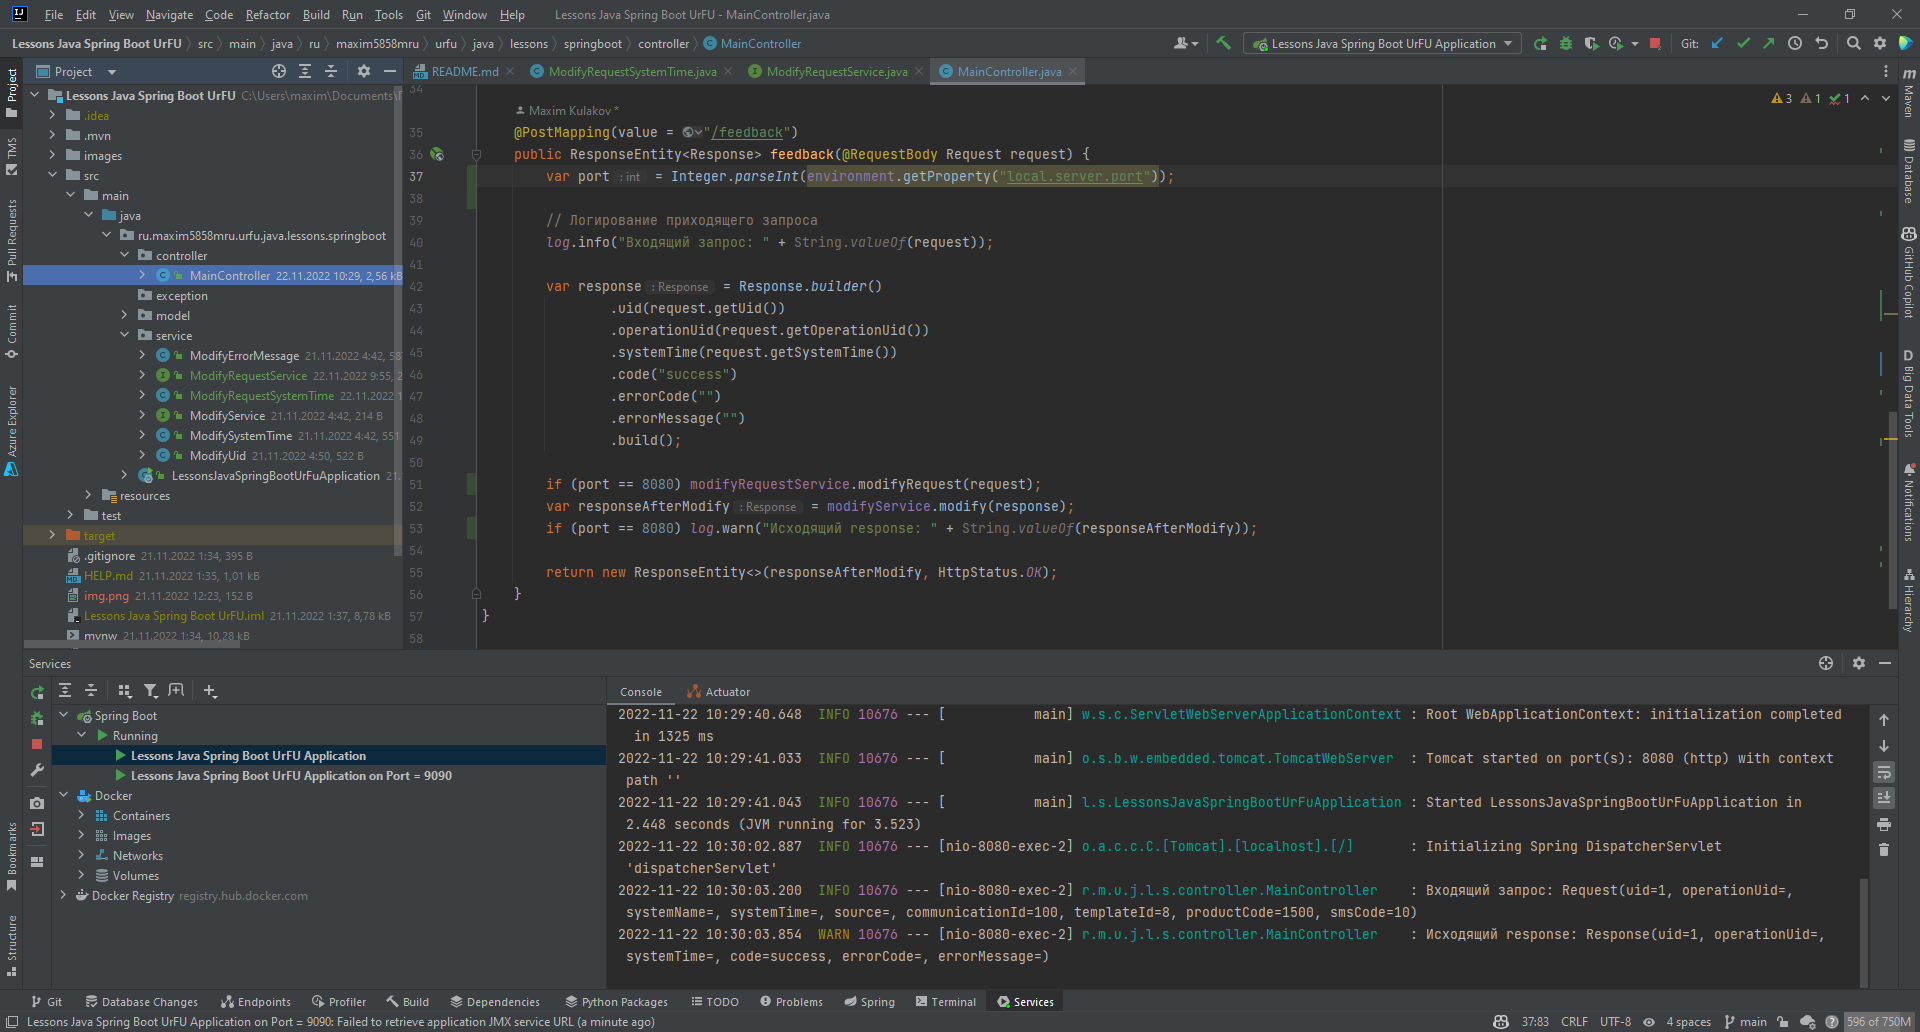 File Edit View Navigate Code Refactor Build Run Tools Git Window Help Lessons Java Spring Boot UrFU - MainController.java
Lessons Java Spring Boot UrFU src main java ru maxim5858mru urfu java lessons springboot controller MainController Lessons Java Spring Boot UrFU Application Git:
Project README.md ModifyRequestSystemTime.java ModifyRequestService.java MainController.java
Project
TMS
Pull Requests
Commit
Azure Explorer
Bookmarks
Structure
Lessons Java Spring Boot UrFU C:\Users\maxim\Documents\
.idea
.mvn
images
src
main
java
ru.maxim5858mru.urfu.java.lessons.springboot
controller
MainController 22.11.2022 10:29, 2,56 kB
exception
model
service
ModifyErrorMessage 21.11.2022 4:42, 58
ModifyRequestService 22.11.2022 9:55, 2
ModifyRequestSystemTime 22.11.2022 1
ModifyService 21.11.2022 4:42, 214 B
ModifySystemTime 21.11.2022 4:42, 551
ModifyUid 21.11.2022 4:50, 522 B
LessonsJavaSpringBootUrFuApplication 21.
resources
test
target
.gitignore 21.11.2022 1:34, 395 B
HELP.md 21.11.2022 1:35, 1,01 kB
img.png 21.11.2022 12:23, 152 B
Lessons Java Spring Boot UrFU.iml 21.11.2022 1:37, 8,78 kB
mvnw 21.11.2022 1:34, 10,28 kB
34
Maxim Kulakov *
3 1 1
35 @PostMapping(value = "/feedback")
36 public ResponseEntity<Response> feedback(@RequestBody Request request) {
37 var port : int = Integer.parseInt(environment.getProperty("local.server.port"));
38
39 // Логирование приходящего запроса
40 log.info("Входящий запрос: " + String.valueOf(request));
41
42 var response : Response = Response.builder()
43 .uid(request.getUid())
44 .operationUid(request.getOperationUid())
45 .systemTime(request.getSystemTime())
46 .code("success")
47 .errorCode("")
48 .errorMessage("")
49 .build();
50
51 if (port == 8080) modifyRequestService.modifyRequest(request);
52 var responseAfterModify : Response = modifyService.modify(response);
53 if (port == 8080) log.warn("Исходящий response: " + String.valueOf(responseAfterModify));
54
55 return new ResponseEntity<>(responseAfterModify, HttpStatus.OK);
56 }
57 }
58
m Maven
Database
GitHub Copilot
D Big Data Tools
Notifications
Hierarchy
Services
Spring Boot
Running
Lessons Java Spring Boot UrFU Application
Lessons Java Spring Boot UrFU Application on Port = 9090
Docker
Containers
Images
Networks
Volumes
Docker Registry registry.hub.docker.com
Console Actuator
2022-11-22 10:29:40.648 INFO 10676 --- [ main] w.s.c.ServletWebServerApplicationContext : Root WebApplicationContext: initialization completed
in 1325 ms
2022-11-22 10:29:41.033 INFO 10676 --- [ main] o.s.b.w.embedded.tomcat.TomcatWebServer : Tomcat started on port(s): 8080 (http) with context
path ''
2022-11-22 10:29:41.043 INFO 10676 --- [ main] l.s.LessonsJavaSpringBootUrFuApplication : Started LessonsJavaSpringBootUrFuApplication in
2.448 seconds (JVM running for 3.523)
2022-11-22 10:30:02.887 INFO 10676 --- [nio-8080-exec-2] o.a.c.c.C.[Tomcat].[localhost].[/] : Initializing Spring DispatcherServlet
'dispatcherServlet'
2022-11-22 10:30:03.200 INFO 10676 --- [nio-8080-exec-2] r.m.u.j.l.s.controller.MainController : Входящий запрос: Request(uid=1, operationUid=,
systemName=, systemTime=, source=, communicationId=100, templateId=8, productCode=1500, smsCode=10)
2022-11-22 10:30:03.854 WARN 10676 --- [nio-8080-exec-2] r.m.u.j.l.s.controller.MainController : Исходящий response: Response(uid=1, operationUid=,
systemTime=, code=success, errorCode=, errorMessage=)
Git Database Changes Endpoints Profiler Build Dependencies Python Packages TODO Problems Spring Terminal Services
Lessons Java Spring Boot UrFU Application on Port = 9090: Failed to retrieve application JMX service URL (a minute ago) 37:83 CRLF UTF-8 4 spaces main 596 of 750M